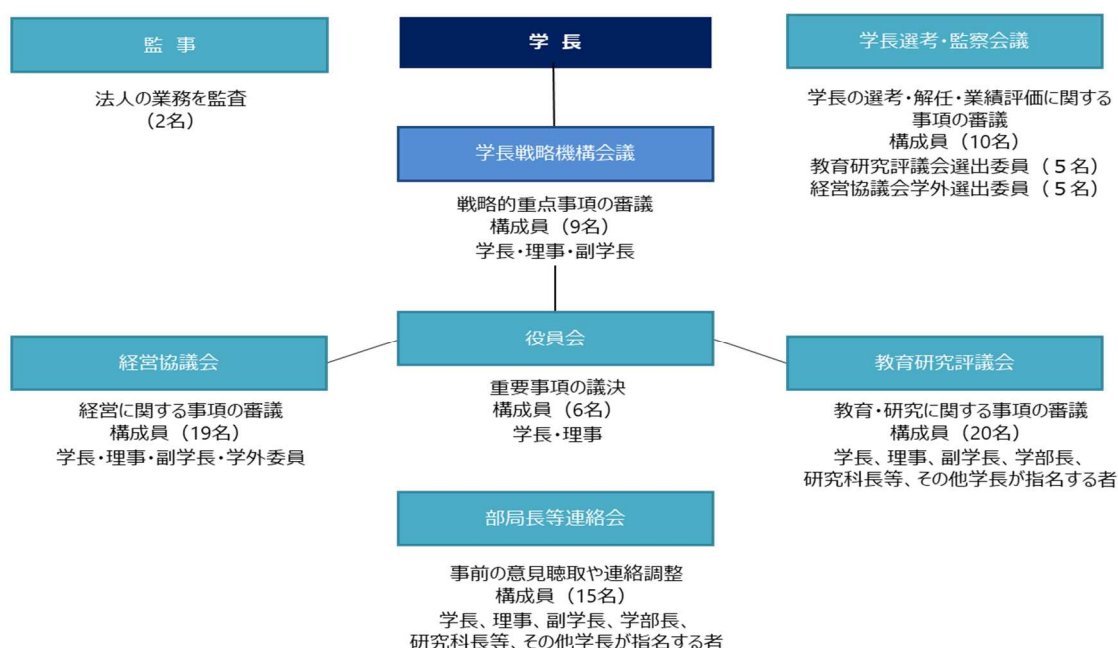 監 事
法人の業務を監査
（2名）
学 長
学長選考・監察会議
学長の選考・解任・業績評価に関する
事項の審議
構成員（10名）
教育研究評議会選出委員（５名）
経営協議会学外選出委員（５名）
学長戦略機構会議
戦略的重点事項の審議
構成員（9名）
学長・理事・副学長
経営協議会
経営に関する事項の審議
構成員（19名）
学長・理事・副学長・学外委員
役員会
重要事項の議決
構成員（6名）
学長・理事
教育研究評議会
教育・研究に関する事項の審議
構成員（20名）
学長、理事、副学長、学部長、
研究科長等、その他学長が指名する者
部局長等連絡会
事前の意見聴取や連絡調整
構成員（15名）
学長、理事、副学長、学部長、
研究科長等、その他学長が指名する者